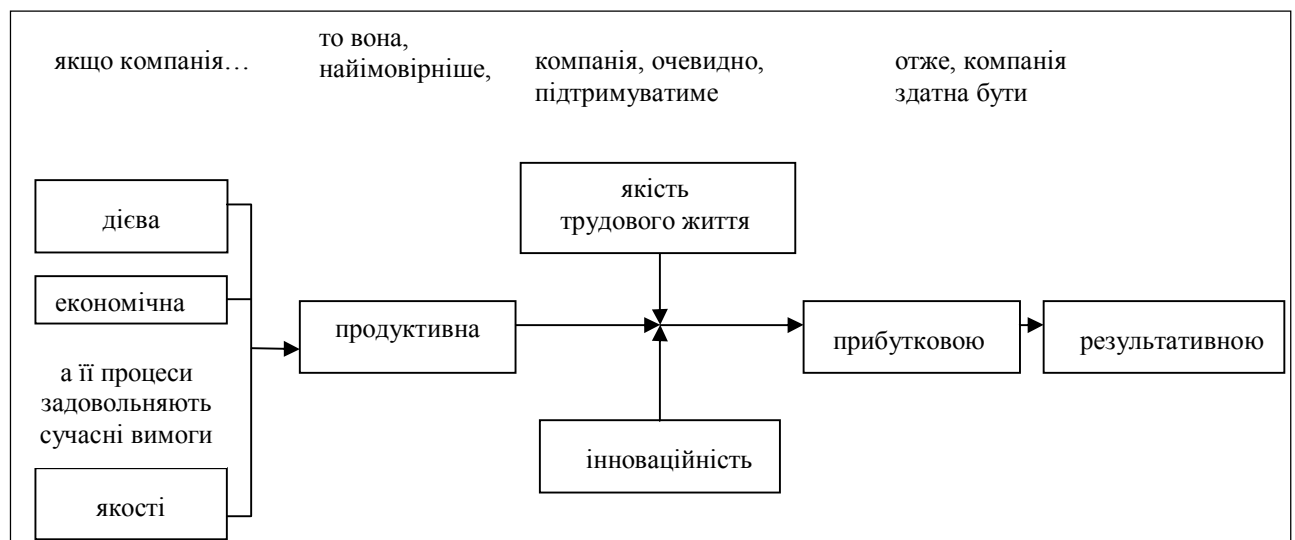 якщо компанія…
то вона,
найімовірніше,
компанія, очевидно,
підтримуватиме
отже, компанія
здатна бути
дієва
економічна
а її процеси
задовольняють
сучасні вимоги
якості
продуктивна
якість
трудового життя
інноваційність
прибутковою
результативною